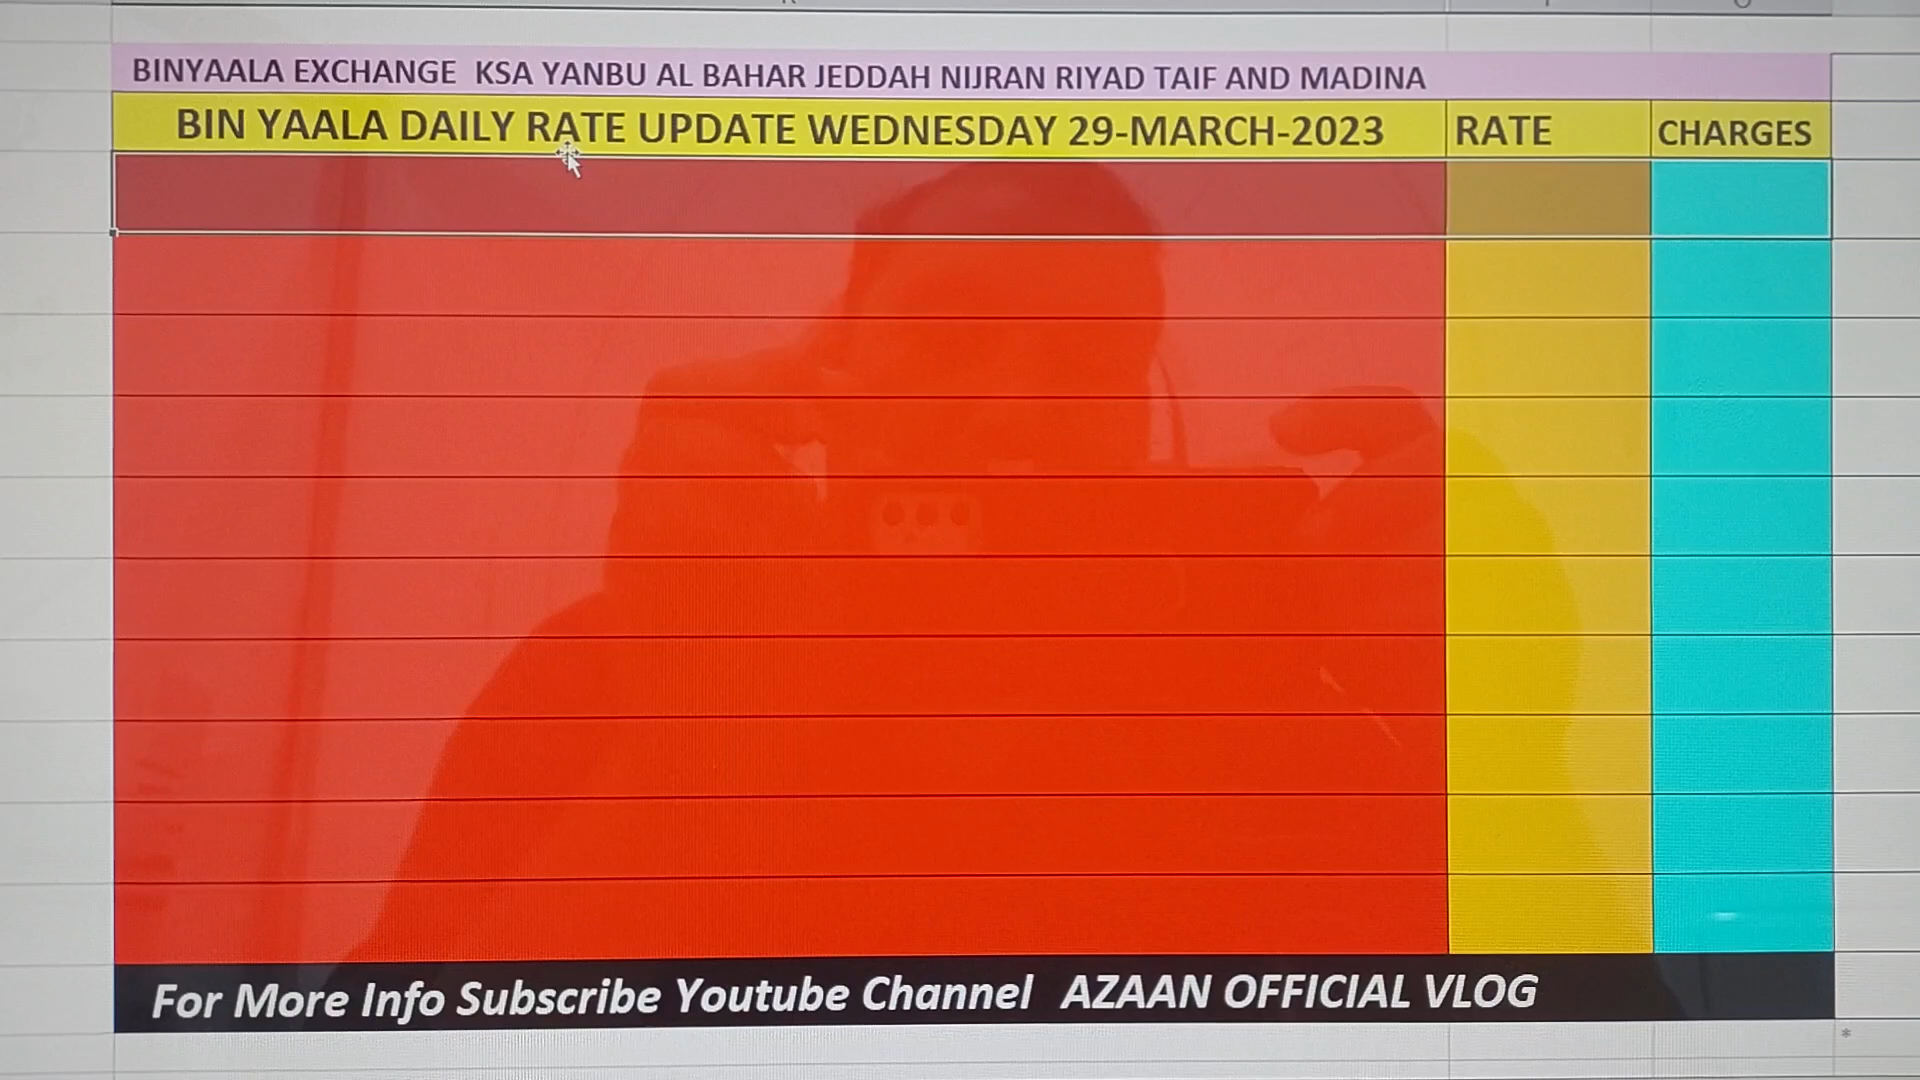 BINYAALA EXCHANGE KSA YANBU AL BAHAR JEDDAH NIJRAN RIYAD TAIF AND MADINA
BIN YAALA DAILY RATE UPDATE WEDNESDAY 29-MARCH-2023 RATE CHARGES
For More Info Subscribe Youtube Channel AZAAN OFFICIAL VLOG